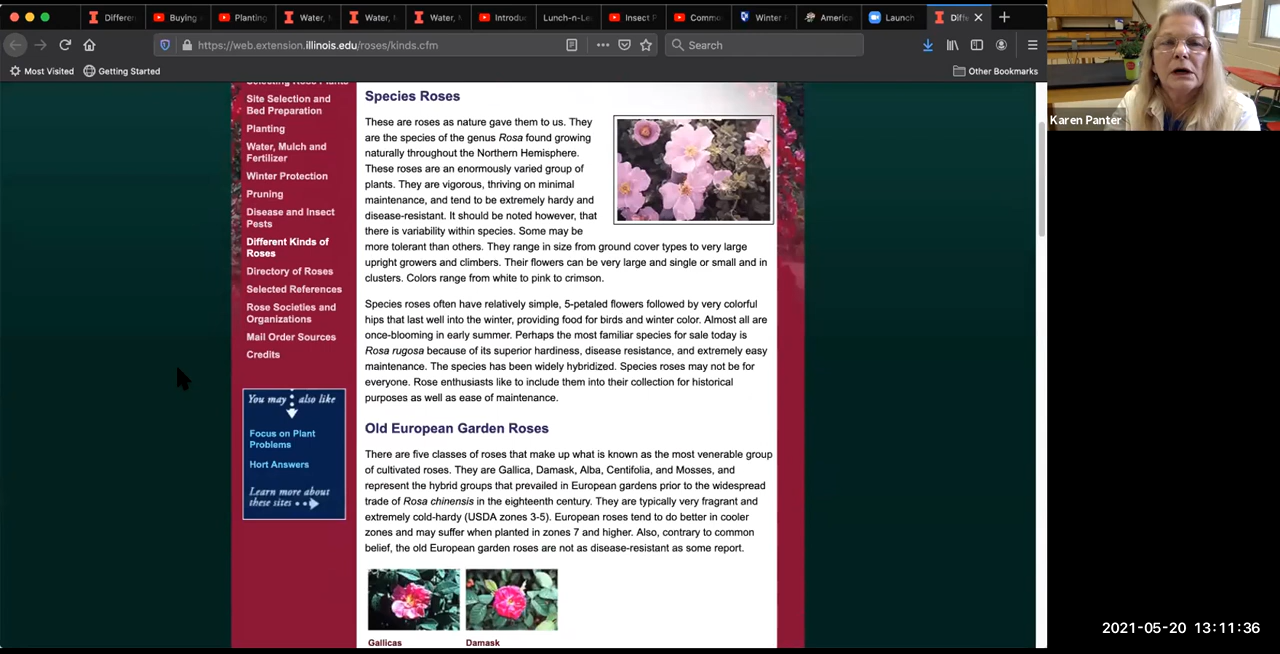 Differen
Buying
Planting
Water, M
Water, M
Water, M
Introdu
Lunch-n-Le
Insect P
Commo
Winter
America
Launch
Diffe
https://web.extension.illinois.edu/roses/kinds.cfm
Search
Most Visited
Getting Started
Other Bookmarks
Karen Panter
Site Selection and
Bed Preparation
Planting
Water, Mulch and
Fertilizer
Winter Protection
Pruning
Disease and Insect
Pests
Different Kinds of
Roses
Directory of Roses
Selected References
Rose Societies and
Organizations
Mail Order Sources
Credits
You may also like
Focus on Plant
Problems
Hort Answers
Learn more about
these sites
Species Roses
These are roses as nature gave them to us. They
are the species of the genus Rosa found growing
naturally throughout the Northern Hemisphere.
These roses are an enormously varied group of
plants. They are vigorous, thriving on minimal
maintenance, and tend to be extremely hardy and
disease-resistant. It should be noted however, that
there is variability within species. Some may be
more tolerant than others. They range in size from ground cover types to very large
upright growers and climbers. Their flowers can be very large and single or small and in
clusters. Colors range from white to pink to crimson.
Species roses often have relatively simple, 5-petaled flowers followed by very colorful
hips that last well into the winter, providing food for birds and winter color. Almost all are
once-blooming in early summer. Perhaps the most familiar species for sale today is
Rosa rugosa because of its superior hardiness, disease resistance, and extremely easy
maintenance. The species has been widely hybridized. Species roses may not be for
everyone. Rose enthusiasts like to include them into their collection for historical
purposes as well as ease of maintenance.
Old European Garden Roses
There are five classes of roses that make up what is known as the most venerable group
of cultivated roses. They are Gallica, Damask, Alba, Centifolia, and Mosses, and
represent the hybrid groups that prevailed in European gardens prior to the widespread
trade of Rosa chinensis in the eighteenth century. They are typically very fragrant and
extremely cold-hardy (USDA zones 3-5). European roses tend to do better in cooler
zones and may suffer when planted in zones 7 and higher. Also, contrary to common
belief, the old European garden roses are not as disease-resistant as some report.
Gallicas
Damask
2021-05-20 13:11:36